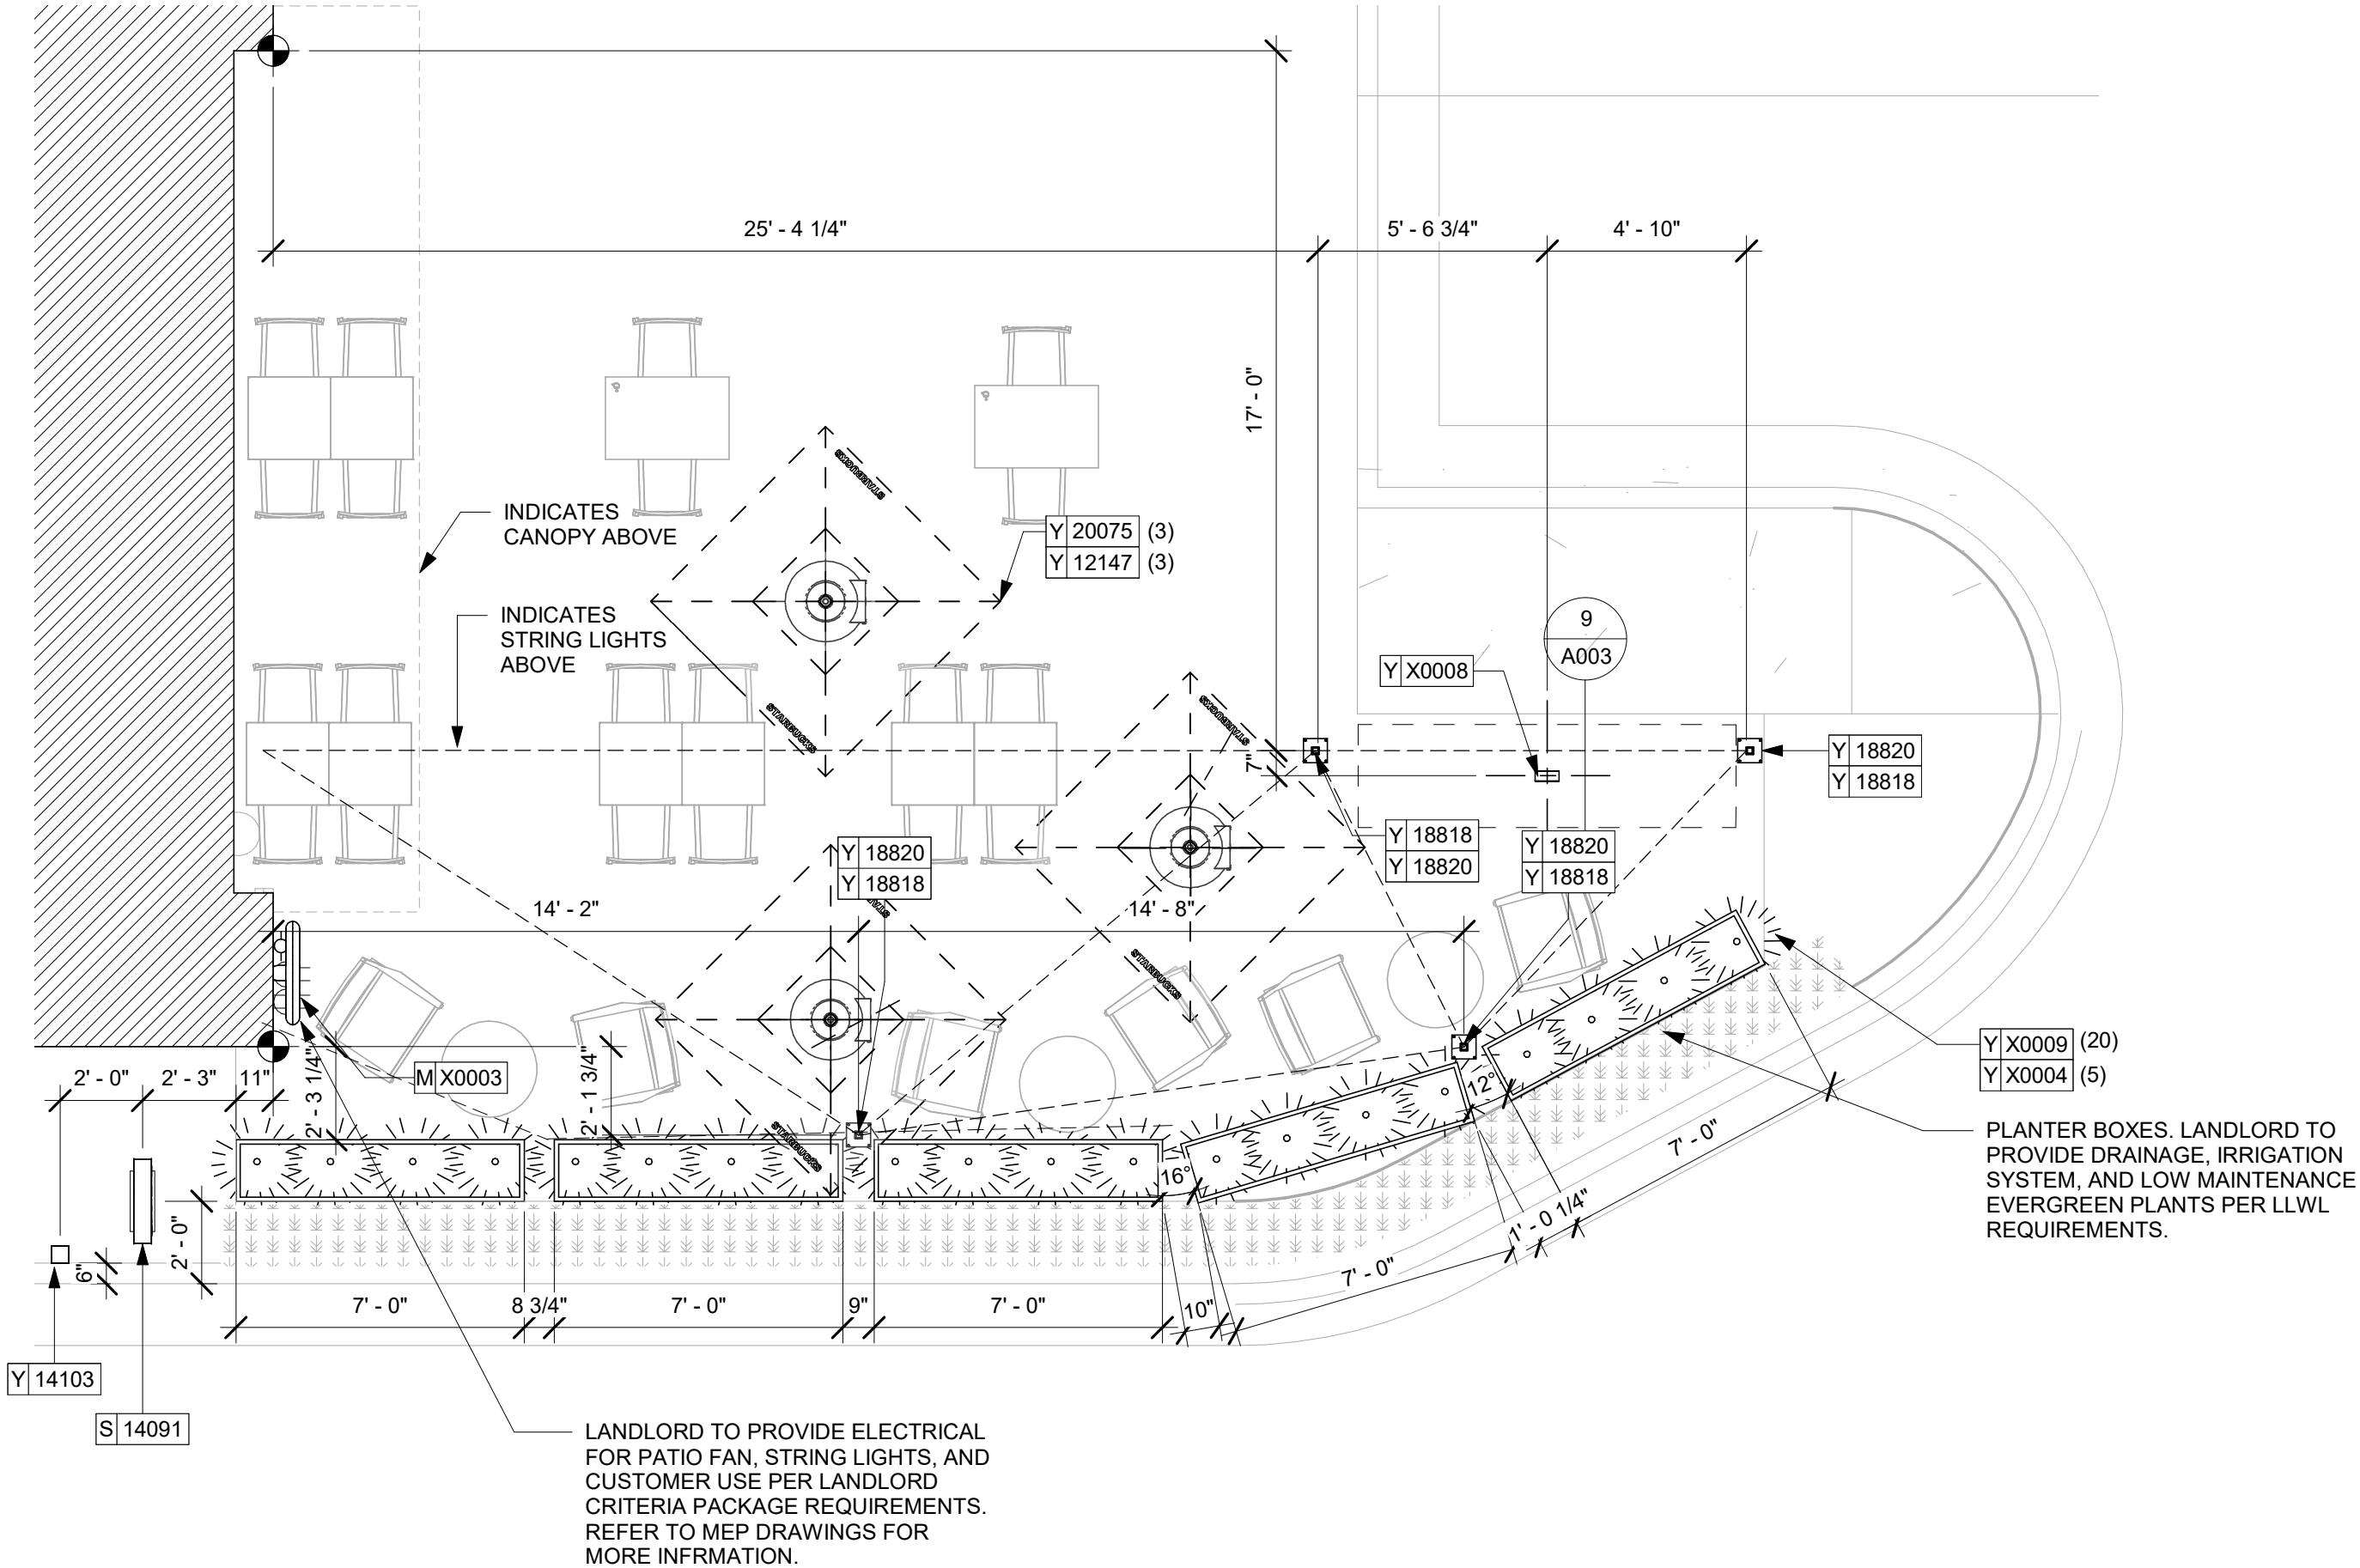 25' - 4 1/4"
5' - 6 3/4"
4' - 10"
17' - 0"
STARBUCKS
INDICATES
CANOPY ABOVE
Y 20075 (3)
Y 12147 (3)
INDICATES
STRING LIGHTS
ABOVE
9
A003
Y X0008
STARBUCKS
STARBUCKS
7"
Y 18820
Y 18818
Y 18818
Y 18820
Y 18820
Y 18818
Y 18820
Y 18818
14' - 2"
14' - 8"
STARBUCKS
M X0003
2' - 0"
2' - 3"
11"
2' - 3 1/4"
2' - 1 3/4"
12°
Y X0009 (20)
Y X0004 (5)
PLANTER BOXES. LANDLORD TO
PROVIDE DRAINAGE, IRRIGATION
SYSTEM, AND LOW MAINTENANCE
EVERGREEN PLANTS PER LLWL
REQUIREMENTS.
STARBUCKS
16°
7' - 0"
1' - 0 1/4"
7' - 0"
2' - 0"
6"
7' - 0"
8 3/4"
7' - 0"
9"
7' - 0"
10"
Y 14103
S 14091
LANDLORD TO PROVIDE ELECTRICAL
FOR PATIO FAN, STRING LIGHTS, AND
CUSTOMER USE PER LANDLORD
CRITERIA PACKAGE REQUIREMENTS.
REFER TO MEP DRAWINGS FOR
MORE INFRMATION.